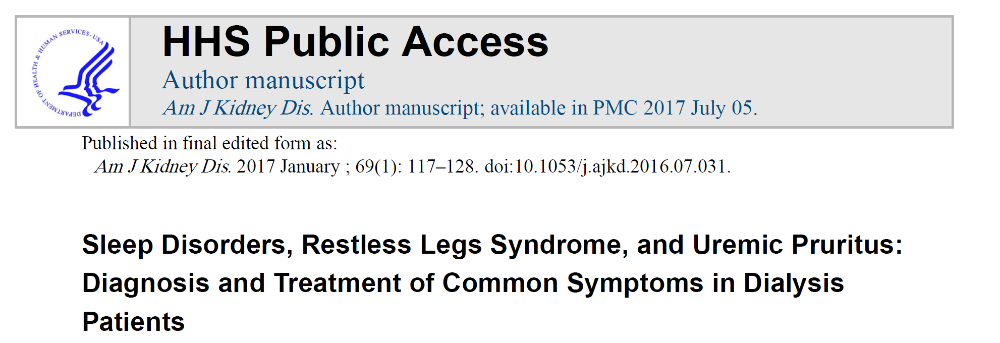 DEPARTMENT OF HEALTH & HUMAN SERVICES · USA
HHS Public Access
Author manuscript
Am J Kidney Dis. Author manuscript; available in PMC 2017 July 05.
Published in final edited form as:
Am J Kidney Dis. 2017 January ; 69(1): 117–128. doi:10.1053/j.ajkd.2016.07.031.
Sleep Disorders, Restless Legs Syndrome, and Uremic Pruritus:
Diagnosis and Treatment of Common Symptoms in Dialysis
Patients